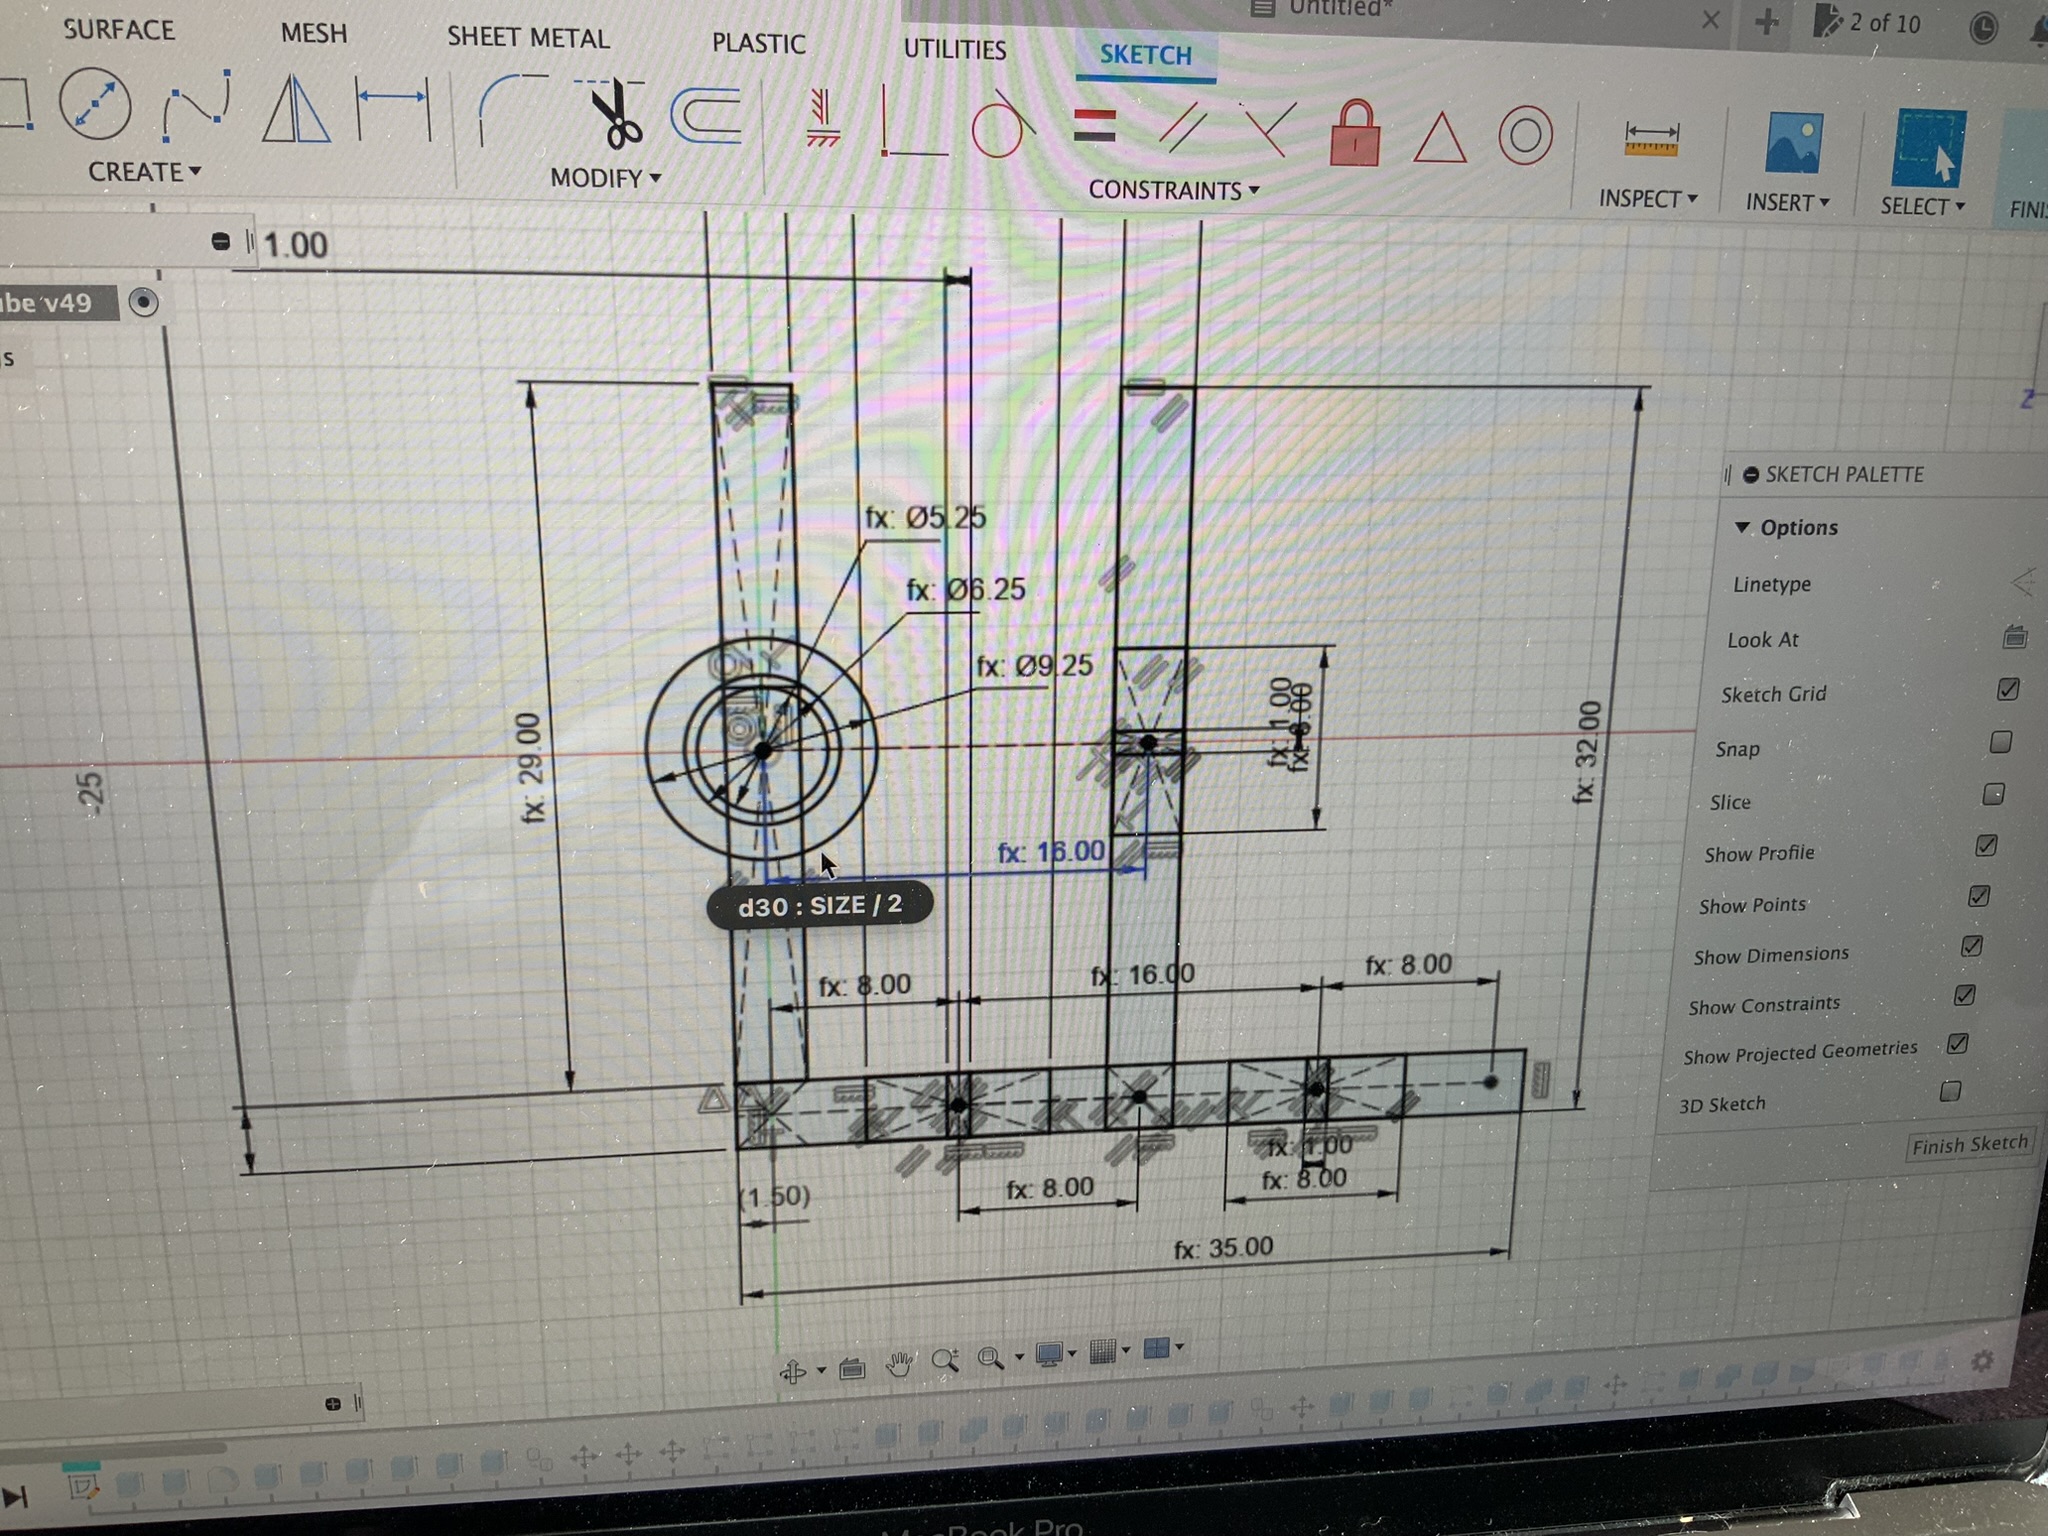 Untitled*
2 of 10
SURFACE
MESH
SHEET METAL
PLASTIC
UTILITIES
SKETCH
CREATE
MODIFY
CONSTRAINTS
INSPECT
INSERT
SELECT
FINIS
1.00
be v49
s
Z
SKETCH PALETTE
Options
Linetype
Look At
Sketch Grid
Snap
Slice
Show Profile
Show Points
Show Dimensions
Show Constraints
Show Projected Geometries
3D Sketch
Finish Sketch
fx: Ø5.25
fx: Ø6.25
fx: Ø9.25
-25
fx: 29.00
fx: 1.00
fx: 8.00
fx: 32.00
fx: 16.00
d30 : SIZE / 2
fx: 8.00
fx: 16.00
fx: 8.00
fx: 1.00
fx: 8.00
(1.50)
fx: 8.00
fx: 35.00
MacBook Pro